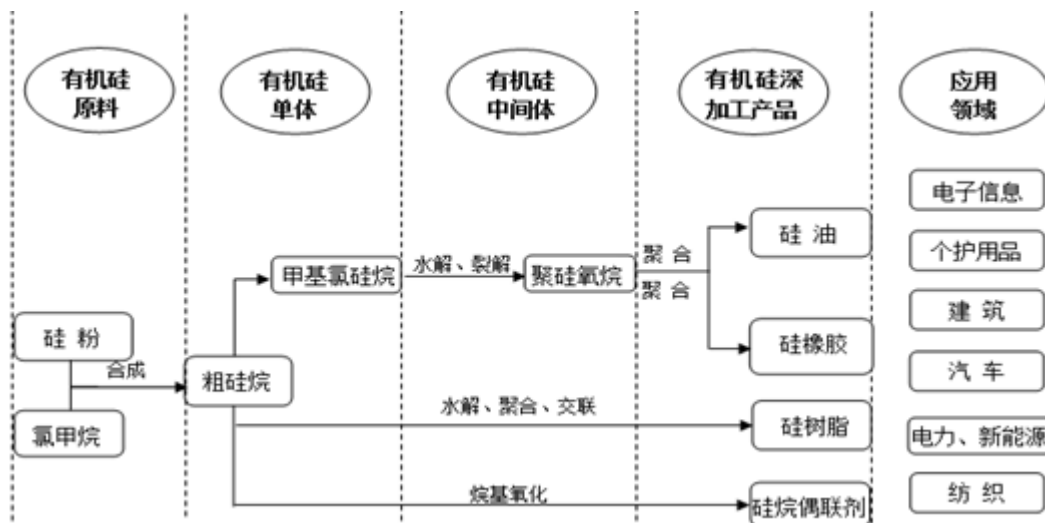 有机硅
原料
有机硅
单体
有机硅
中间体
有机硅深
加工产品
应用
领域
电子信息
硅 油
个护用品
聚 合
甲基氯硅烷
水解、裂解
聚硅氧烷
聚 合
建 筑
硅 粉
硅橡胶
合成
粗硅烷
汽 车
水解、聚合、交联
氯甲烷
硅树脂
电力、新能源
烷基氧化
硅烷偶联剂
纺 织